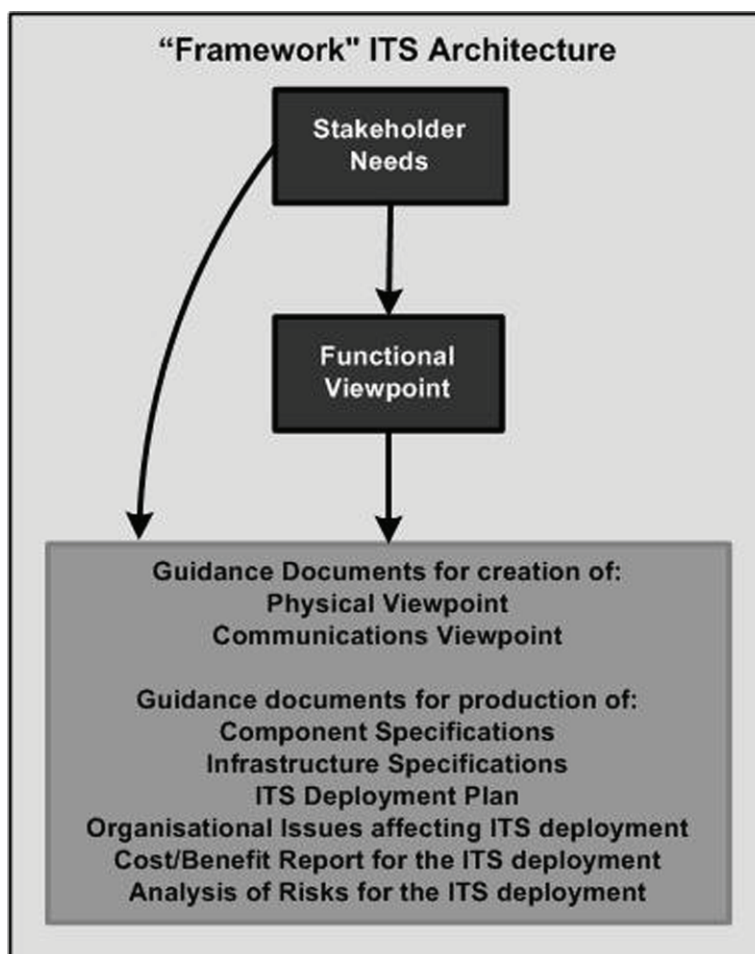 “Framework" ITS Architecture
Stakeholder
Needs
Functional
Viewpoint
Guidance Documents for creation of:
Physical Viewpoint
Communications Viewpoint
Guidance documents for production of:
Component Specifications
Infrastructure Specifications
ITS Deployment Plan
Organisational Issues affecting ITS deployment
Cost/Benefit Report for the ITS deployment
Analysis of Risks for the ITS deployment